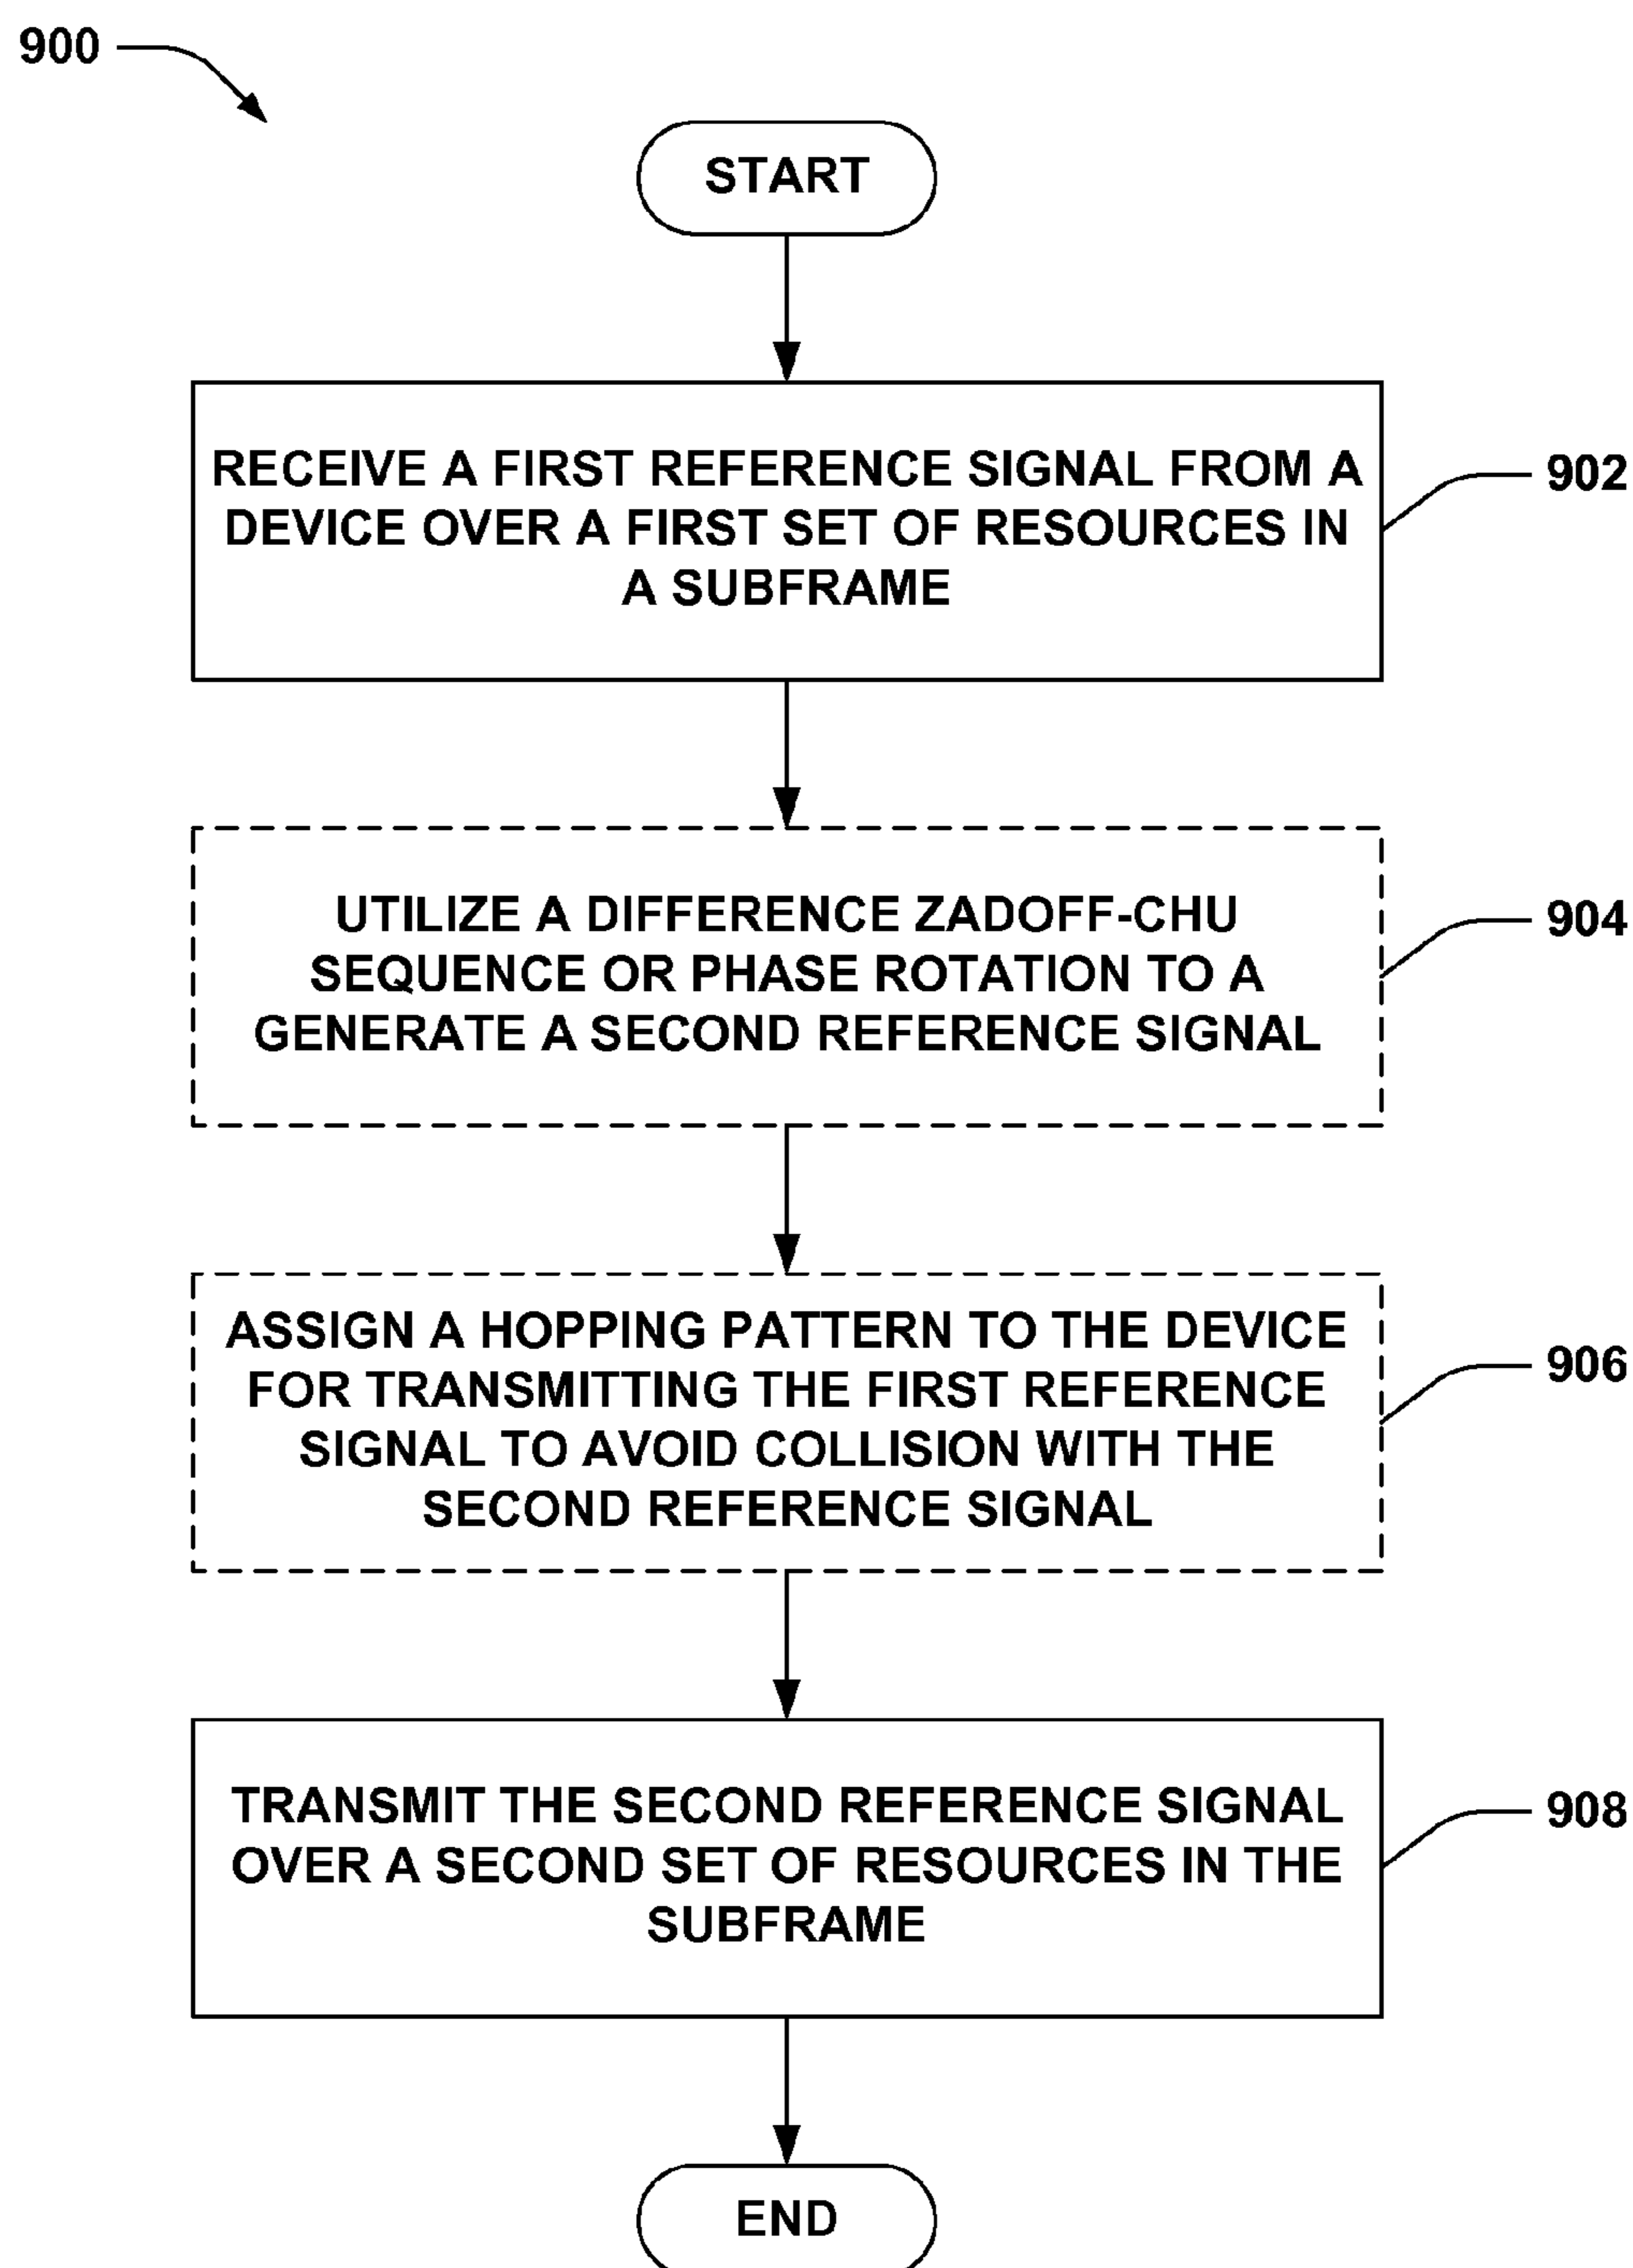 900
START
RECEIVE A FIRST REFERENCE SIGNAL FROM A
DEVICE OVER A FIRST SET OF RESOURCES IN
A SUBFRAME
902
UTILIZE A DIFFERENCE ZADOFF-CHU
SEQUENCE OR PHASE ROTATION TO A
GENERATE A SECOND REFERENCE SIGNAL
904
ASSIGN A HOPPING PATTERN TO THE DEVICE
FOR TRANSMITTING THE FIRST REFERENCE
SIGNAL TO AVOID COLLISION WITH THE
SECOND REFERENCE SIGNAL
906
TRANSMIT THE SECOND REFERENCE SIGNAL
OVER A SECOND SET OF RESOURCES IN THE
SUBFRAME
908
END